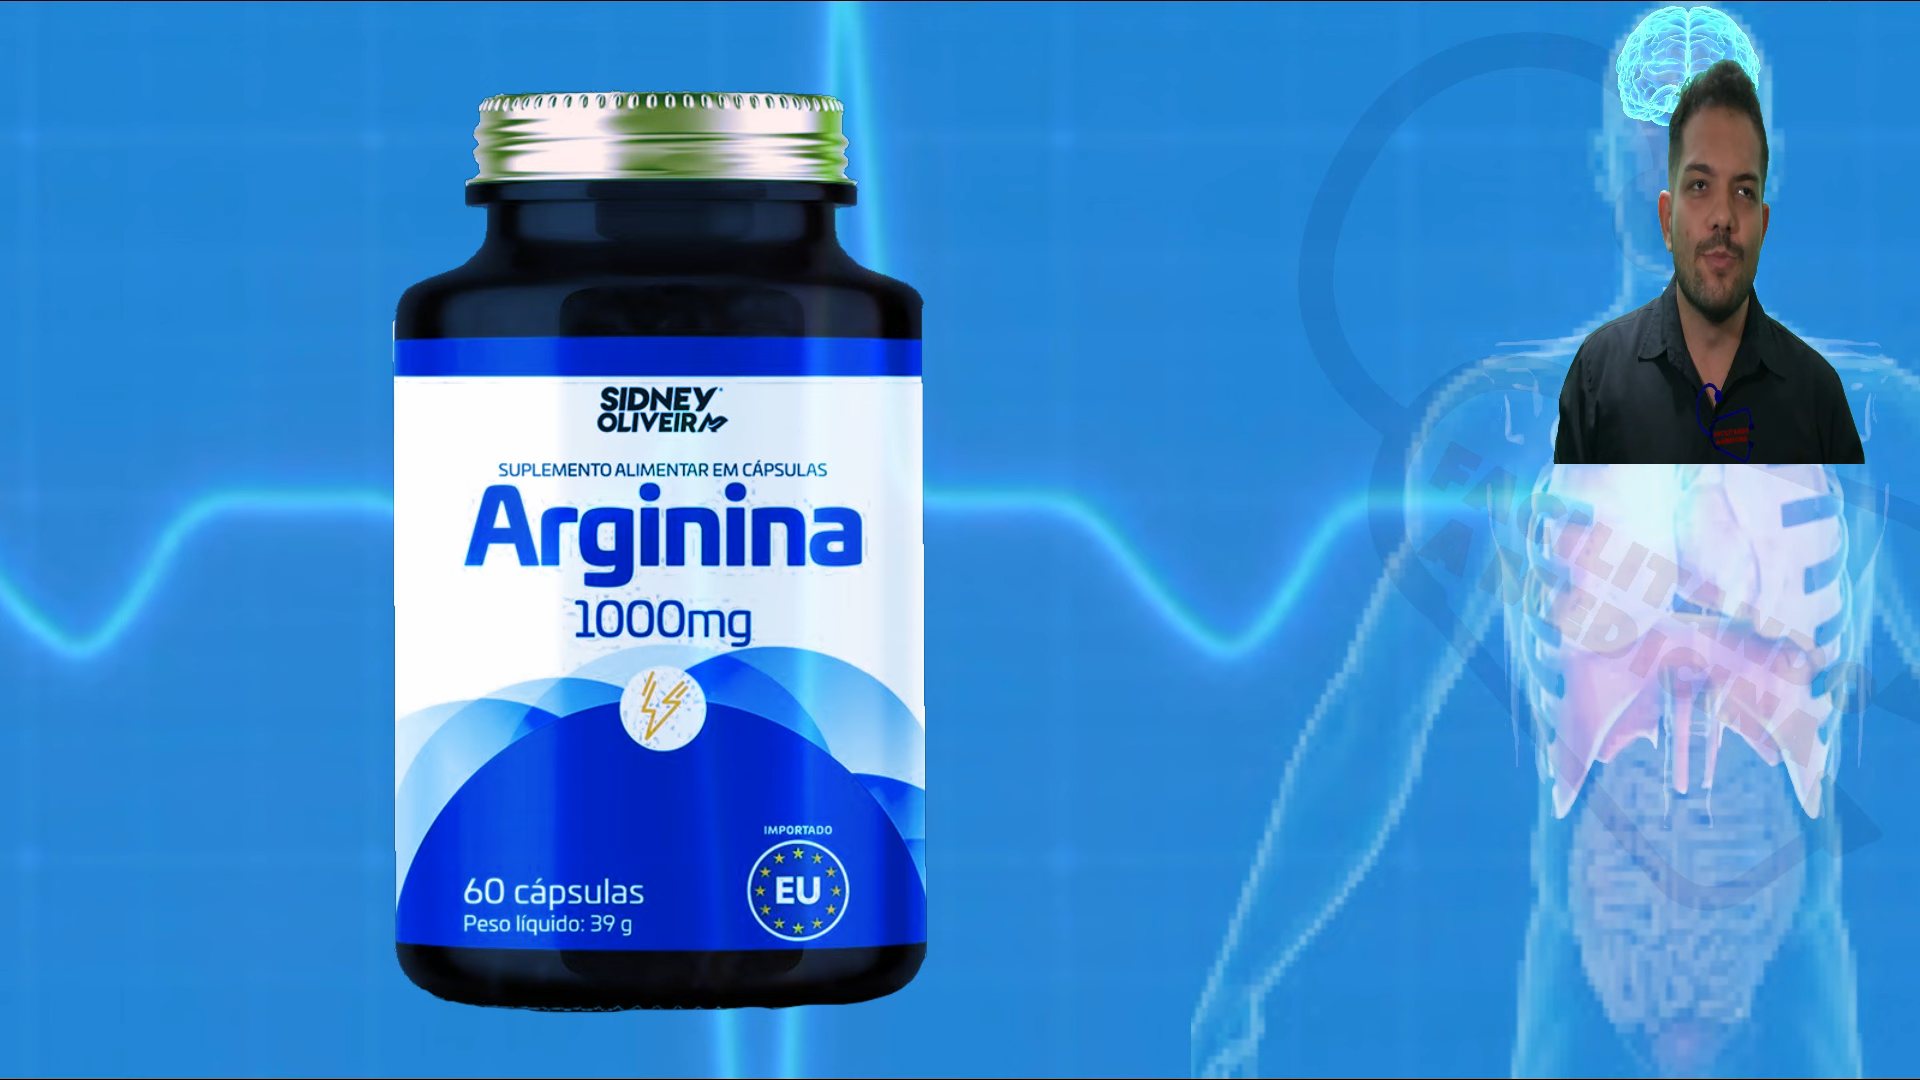 SIDNEY
OLIVEIRA
SUPLEMENTO ALIMENTAR EM CÁPSULAS
Arginina
1000mg
IMPORTADO
EU
60 cápsulas
Peso líquido: 39 g
FACILITANDO
A MEDICINA